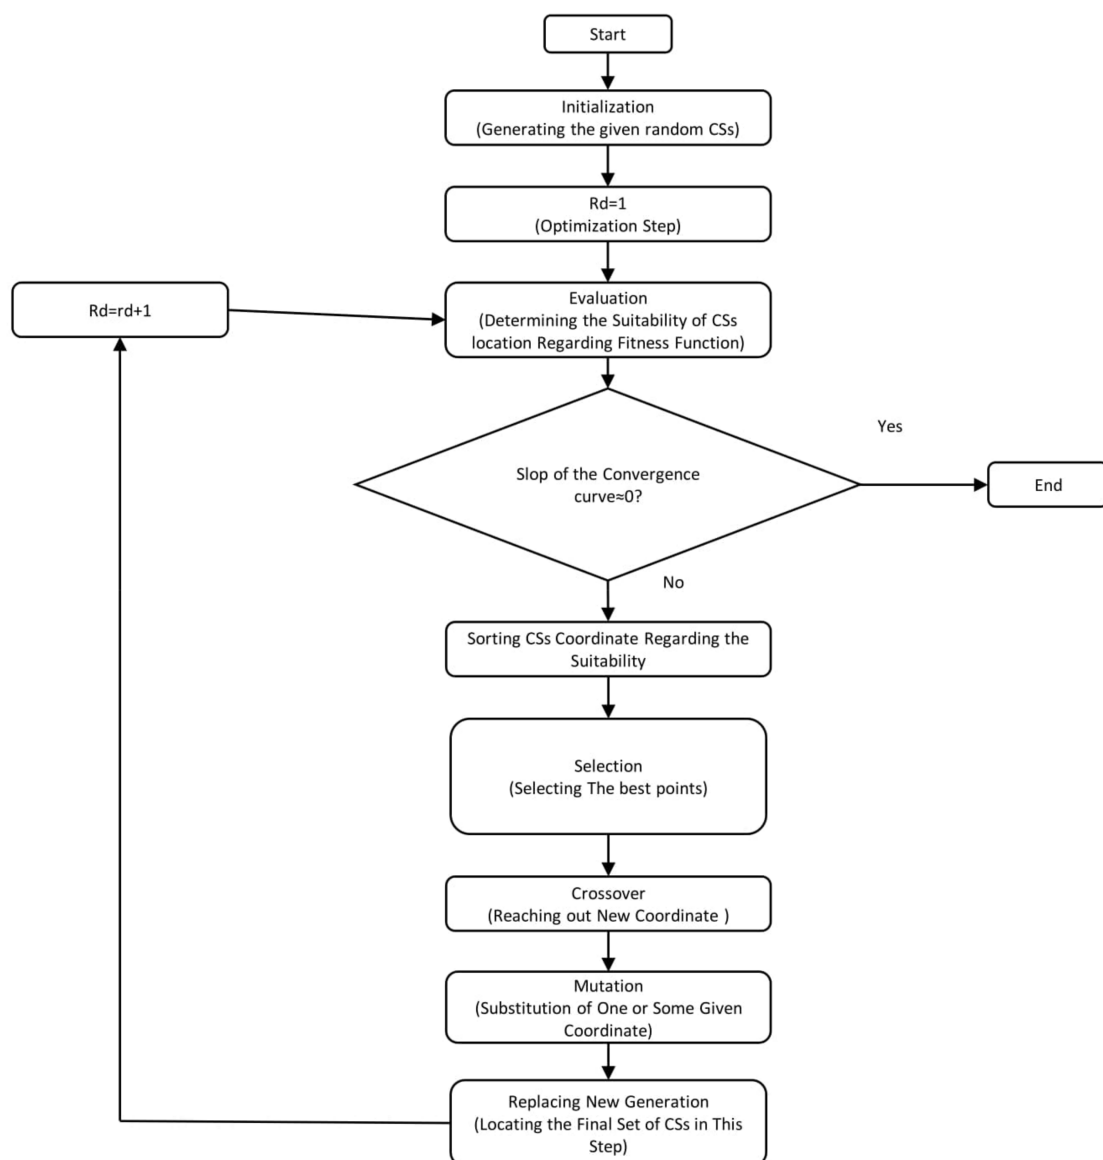 Start
Initialization
(Generating the given random CSs)
Rd=1
(Optimization Step)
Rd=rd+1
Evaluation
(Determining the Suitability of CSs
location Regarding Fitness Function)
Yes
Slop of the Convergence
curve≈0?
End
No
Sorting CSs Coordinate Regarding the
Suitability
Selection
(Selecting The best points)
Crossover
(Reaching out New Coordinate )
Mutation
(Substitution of One or Some Given
Coordinate)
Replacing New Generation
(Locating the Final Set of CSs in This
Step)